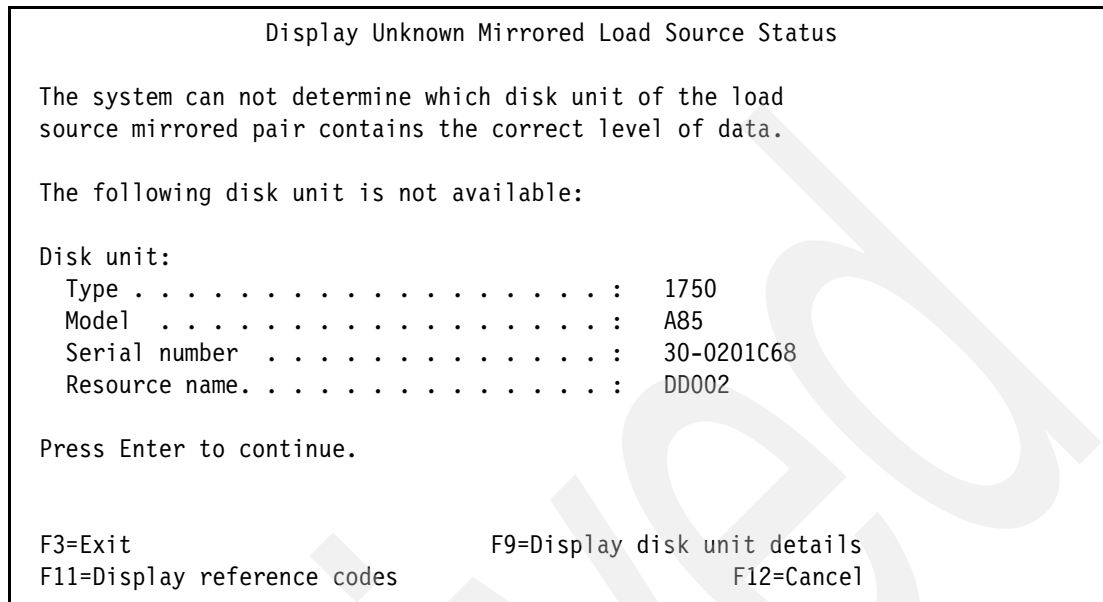 Display Unknown Mirrored Load Source Status
The system can not determine which disk unit of the load
source mirrored pair contains the correct level of data.
The following disk unit is not available:
Disk unit:
Type . . . . . . . . . . . . . . . . . . : 1750
Model . . . . . . . . . . . . . . . . . : A85
Serial number . . . . . . . . . . . . . : 30-0201C68
Resource name. . . . . . . . . . . . . . : DD002
Press Enter to continue.
F3=Exit F9=Display disk unit details
F11=Display reference codes F12=Cancel